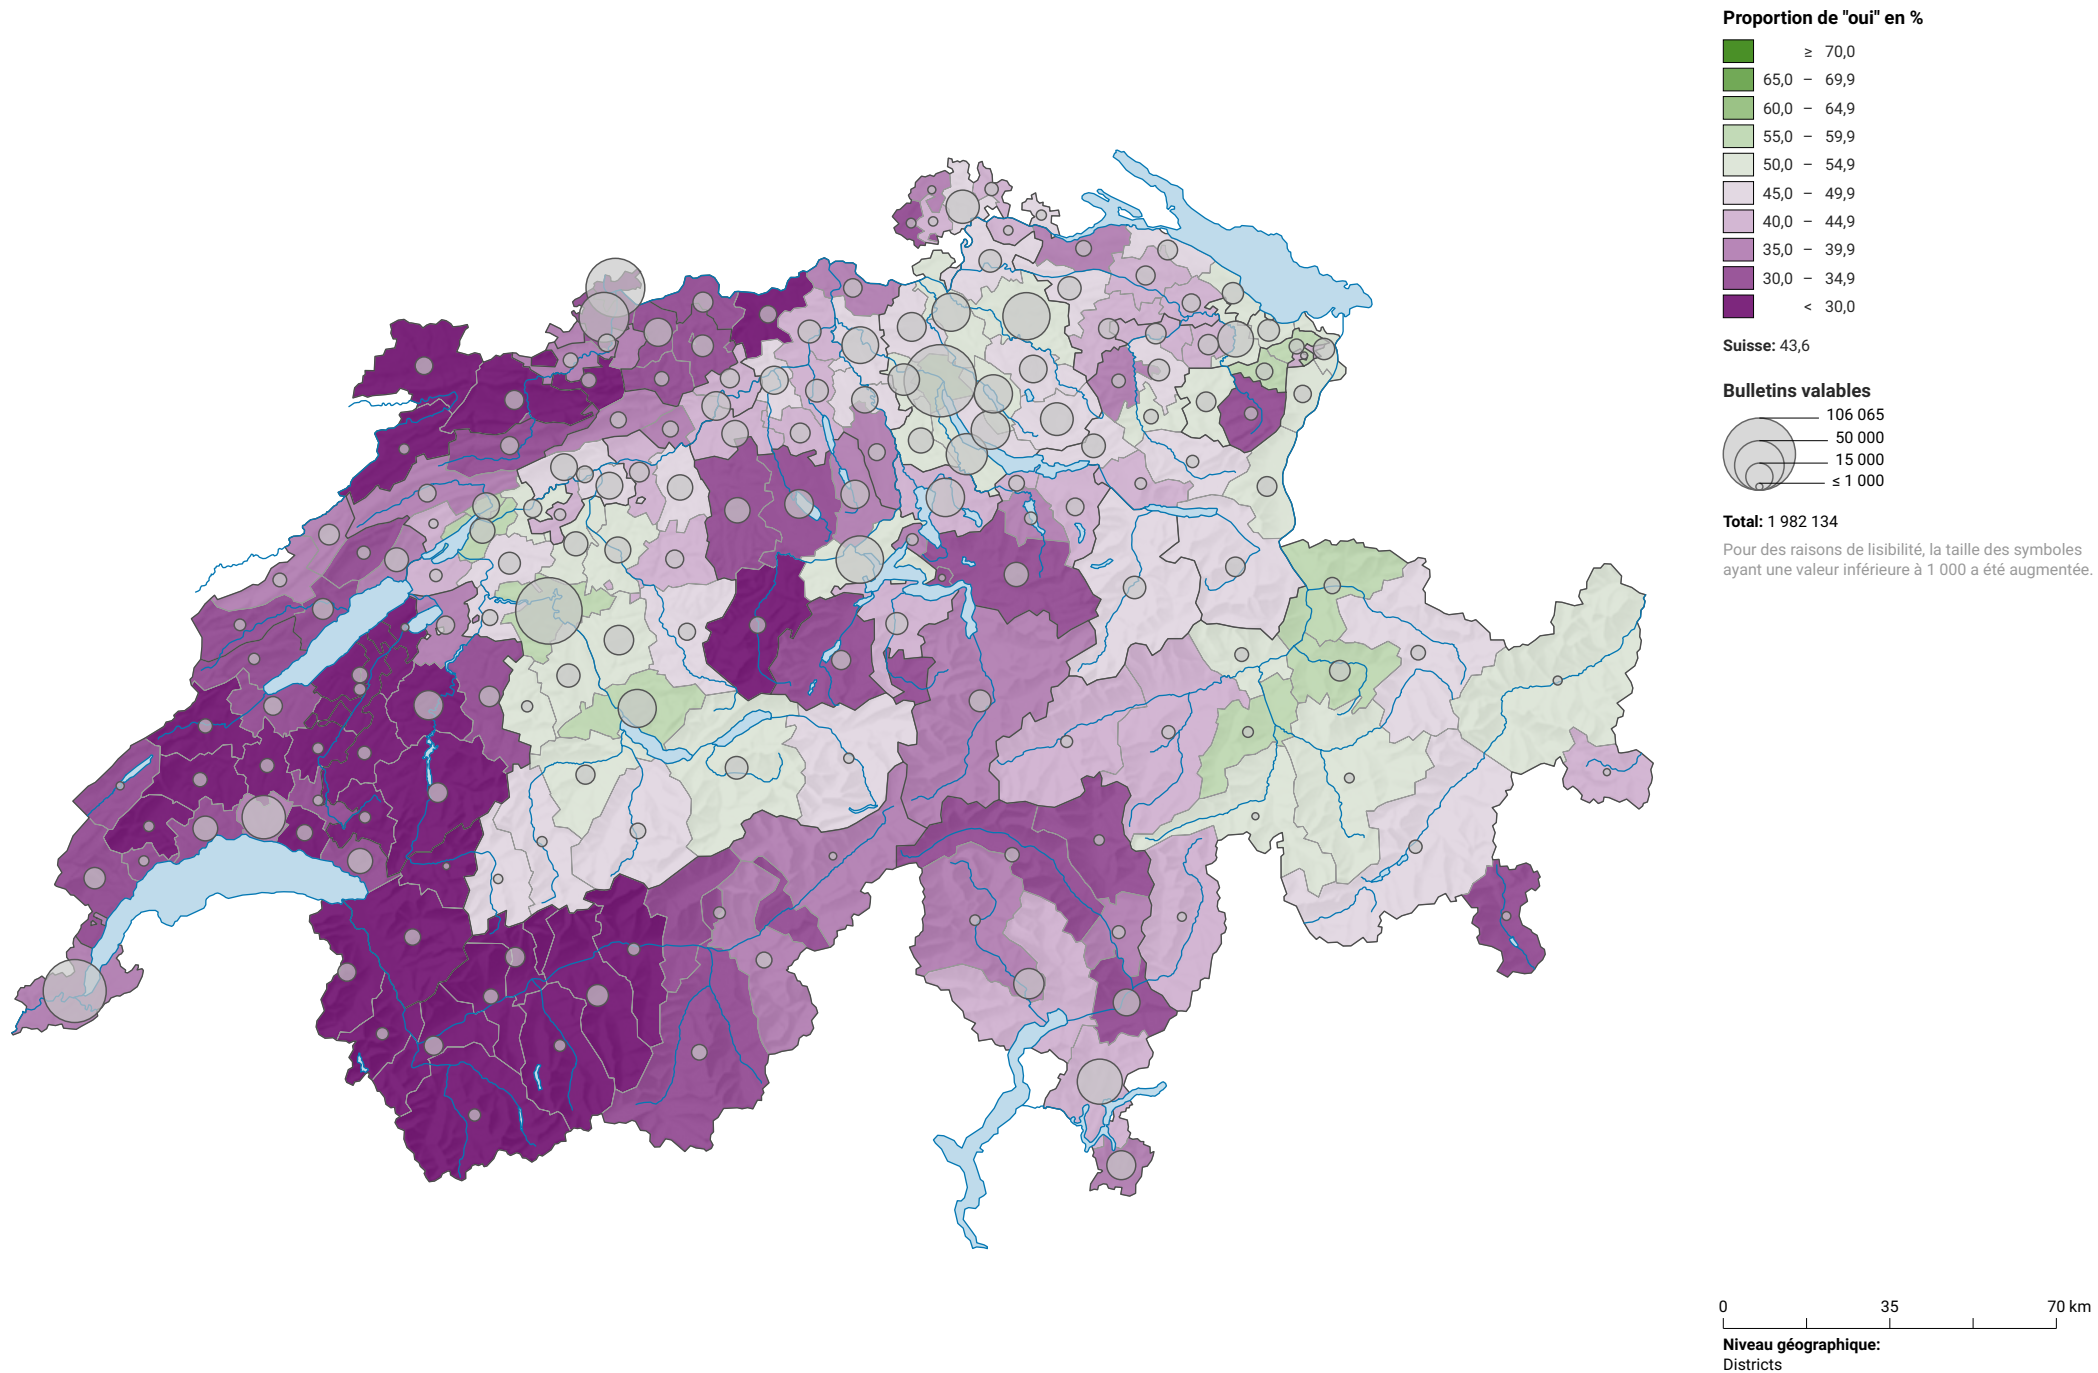 Proportion de "oui" en %
≥ 70,0
65,0 – 69,9
60,0 – 64,9
55,0 – 59,9
50,0 – 54,9
45,0 – 49,9
40,0 – 44,9
35,0 – 39,9
30,0 – 34,9
< 30,0
Suisse: 43,6
Bulletins valables
106 065
50 000
15 000
≤ 1 000
Total: 1 982 134
Pour des raisons de lisibilité, la taille des symboles
ayant une valeur inférieure à 1 000 a été augmentée.
0 35 70 km
Niveau géographique:
Districts